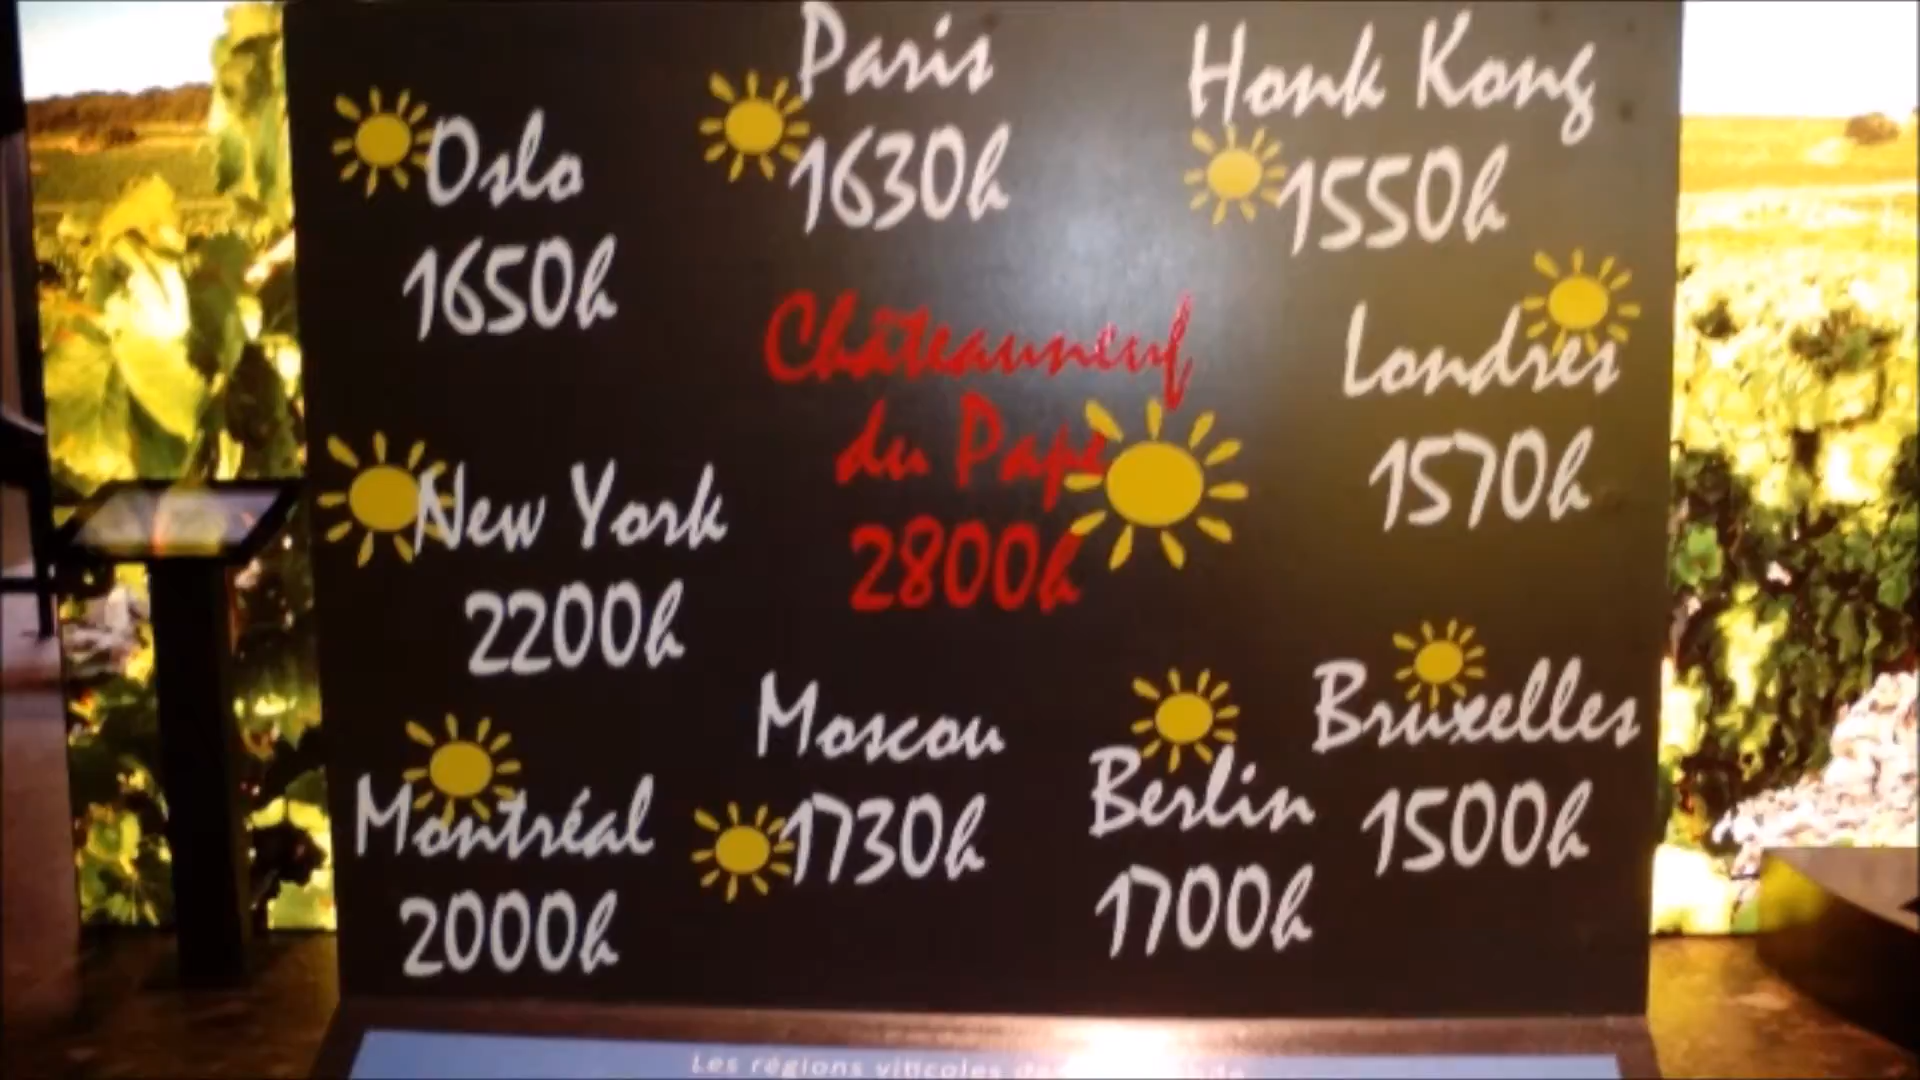 Paris
1630h
Honk Kong
1550h
Oslo
1650h
Châteauneuf
du Pape
2800h
Londres
1570h
New York
2200h
Moscou
1730h
Bruxelles
1500h
Berlin
1700h
Montréal
2000h
Les régions viticoles